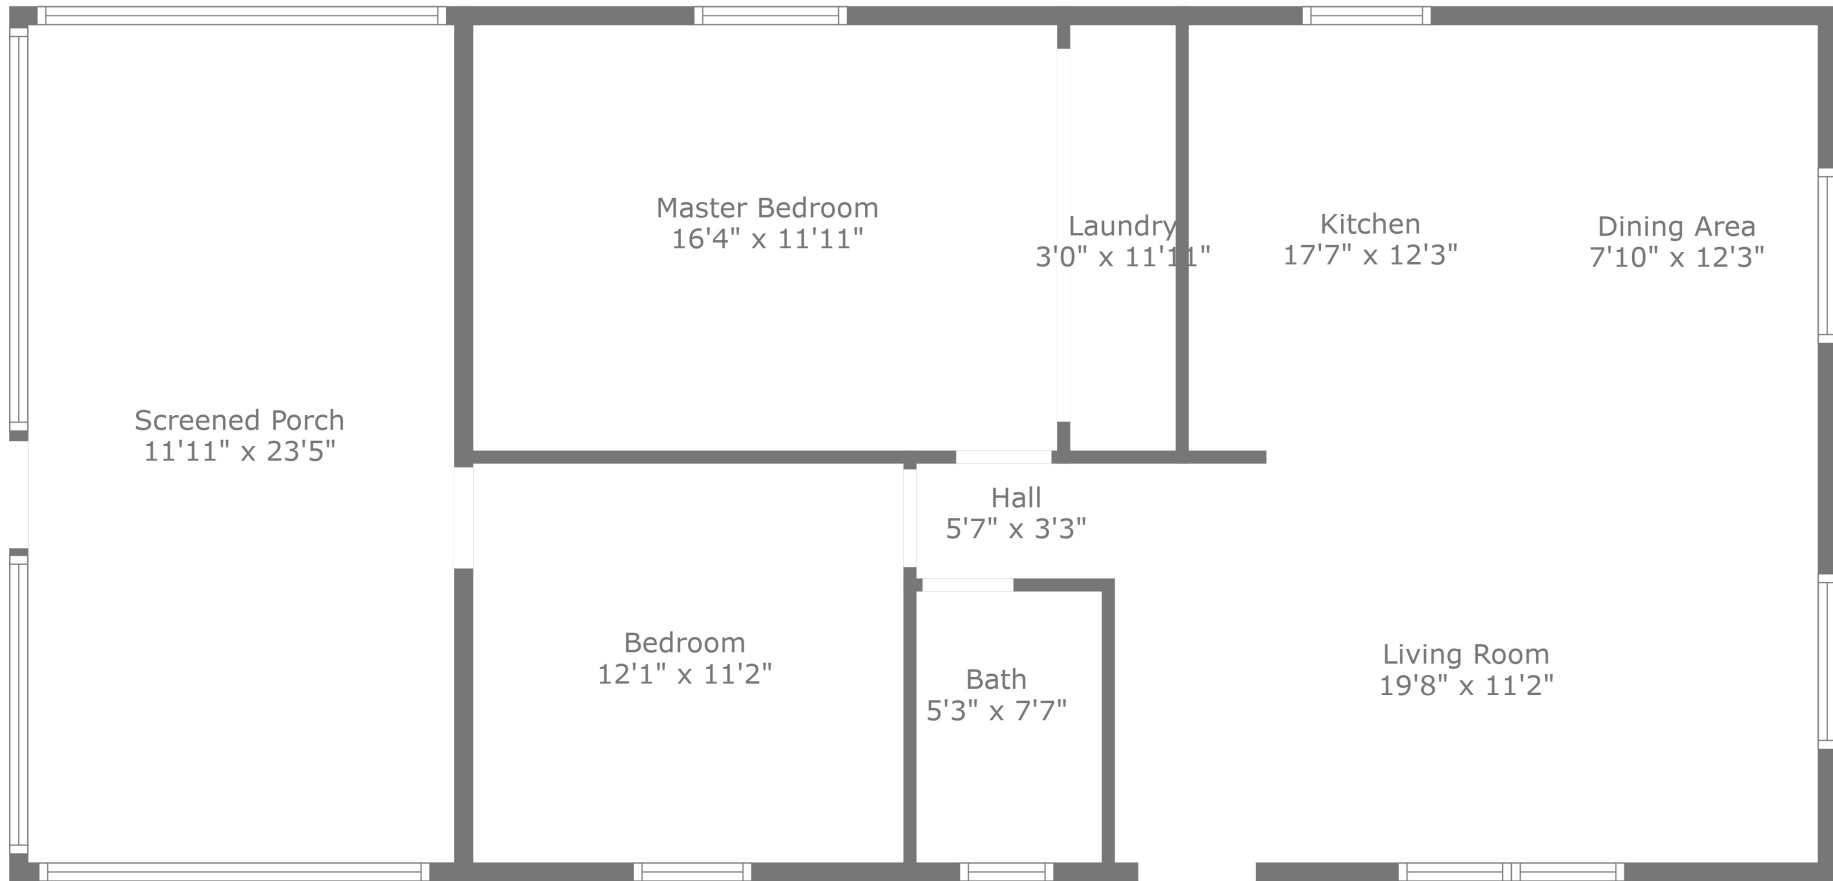 Master Bedroom
16'4" x 11'11"
Laundry
3'0" x 11'11"
Kitchen
17'7" x 12'3"
Dining Area
7'10" x 12'3"
Screened Porch
11'11" x 23'5"
Hall
5'7" x 3'3"
Bedroom
12'1" x 11'2"
Bath
5'3" x 7'7"
Living Room
19'8" x 11'2"